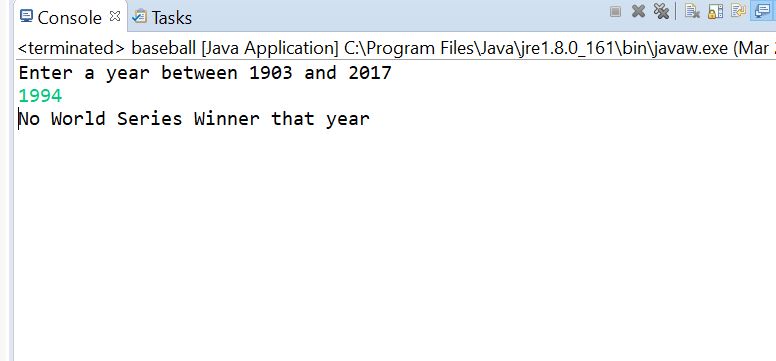 Console Tasks
<terminated> baseball [Java Application] C:\Program Files\Java\jre1.8.0_161\bin\javaw.exe (Mar 2
Enter a year between 1903 and 2017
1994
No World Series Winner that year